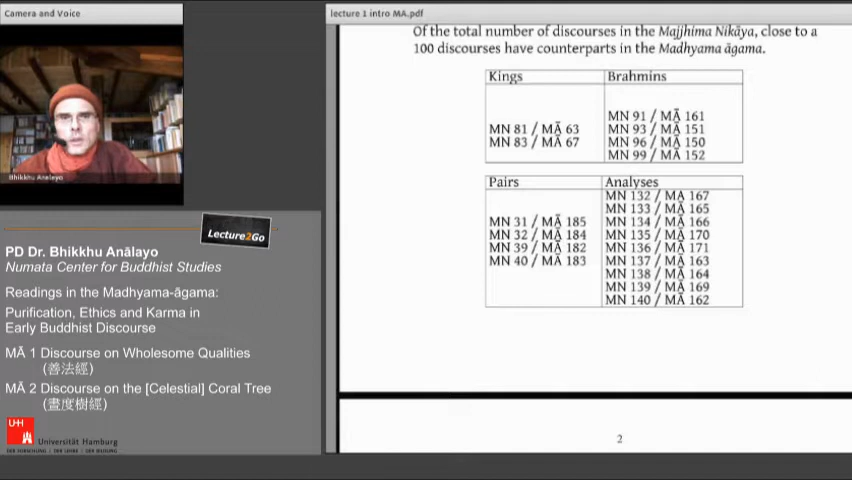 Camera and Voice
Bhikkhu Analayo
Lecture2Go
PD Dr. Bhikkhu Anālayo
Numata Center for Buddhist Studies
Readings in the Madhyama-āgama:
Purification, Ethics and Karma in
Early Buddhist Discourse
MĀ 1 Discourse on Wholesome Qualities
(善法經)
MĀ 2 Discourse on the [Celestial] Coral Tree
(晝度樹經)
UH
Universität Hamburg
DER FORSCHUNG | DER LEHRE | DER BILDUNG
lecture 1 intro MA.pdf
Of the total number of discourses in the Majjhima Nikāya, close to a
100 discourses have counterparts in the Madhyama āgama.
Kings Brahmins
MN 91 / MĀ 161
MN 81 / MĀ 63 MN 93 / MĀ 151
MN 83 / MĀ 67 MN 96 / MĀ 150
MN 99 / MĀ 152
Pairs Analyses
MN 132 / MĀ 167
MN 133 / MĀ 165
MN 31 / MĀ 185 MN 134 / MĀ 166
MN 32 / MĀ 184 MN 135 / MĀ 170
MN 39 / MĀ 182 MN 136 / MĀ 171
MN 40 / MĀ 183 MN 137 / MĀ 163
MN 138 / MĀ 164
MN 139 / MĀ 169
MN 140 / MĀ 162
2